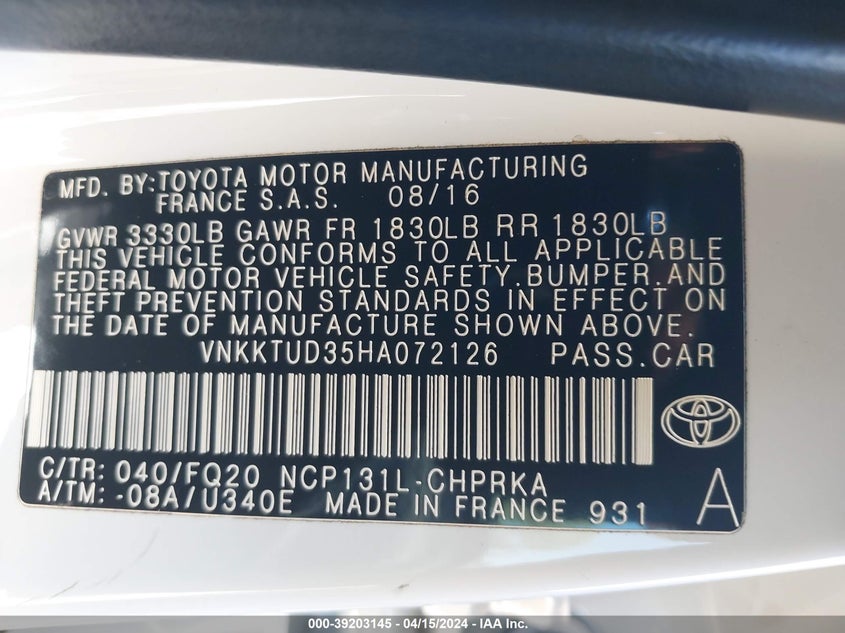 MFD. BY:TOYOTA MOTOR MANUFACTURING
FRANCE S.A.S. 08/16
GVWR 3330LB GAWR FR 1830LB RR 1830LB
THIS VEHICLE CONFORMS TO ALL APPLICABLE
FEDERAL MOTOR VEHICLE SAFETY,BUMPER,AND
THEFT PREVENTION STANDARDS IN EFFECT ON
THE DATE OF MANUFACTURE SHOWN ABOVE.
VNKKTUD35HA072126 PASS.CAR
C/TR: 040/FQ20 NCP131L-CHPRKA
A/TM: -08A/U340E MADE IN FRANCE 931 A
000-39203145 - 04/15/2024 - IAA Inc.